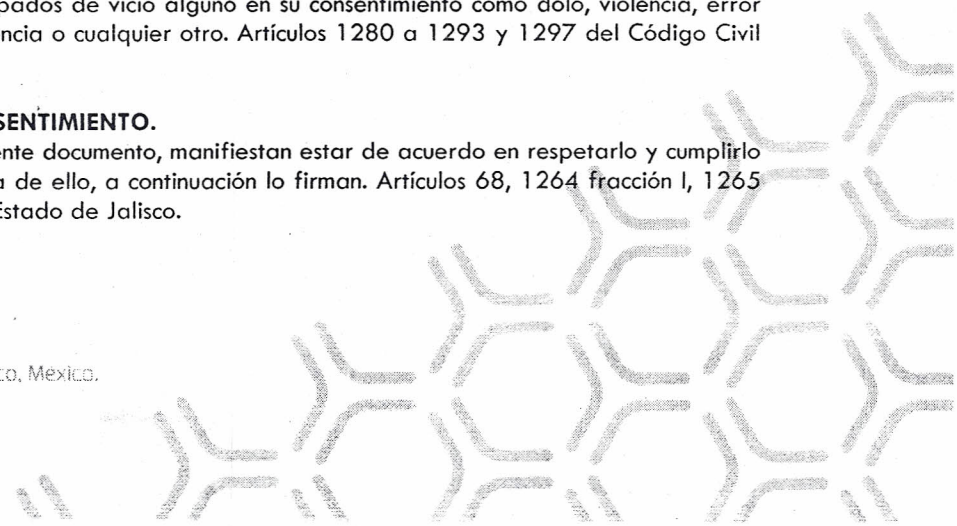 pados de vicio alguno en su consentimiento como dolo, violencia, error
ncia o cualquier otro. Artículos 1280 a 1293 y 1297 del Código Civil
SENTIMIENTO.
ente documento, manifiestan estar de acuerdo en respetarlo y cumplirlo
a de ello, a continuación lo firman. Artículos 68, 1264 fracción I, 1265
Estado de Jalisco.
co, México.